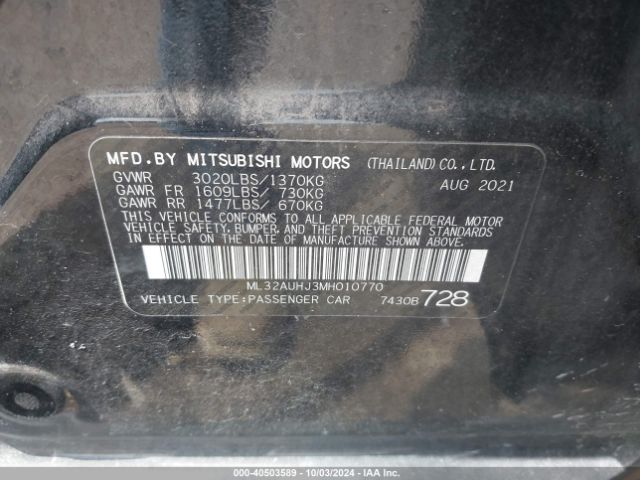 MFD.BY MITSUBISHI MOTORS (THAILAND)CO., LTD.
GVWR 3020LBS/1370KG AUG 2021
GAWR FR 1609LBS/ 730KG
GAWR RR 1477LBS/ 670KG
THIS VEHICLE CONFORMS TO ALL APPLICABLE FEDERAL MOTOR
VEHICLE SAFETY, BUMPER, AND THEFT PREVENTION STANDARDS
IN EFFECT ON THE DATE OF MANUFACTURE SHOWN ABOVE.
ML32AUHJ3MH010770
VEHICLE TYPE:PASSENGER CAR 7430B 728
000-40503589 - 10/03/2024 - IAA Inc.